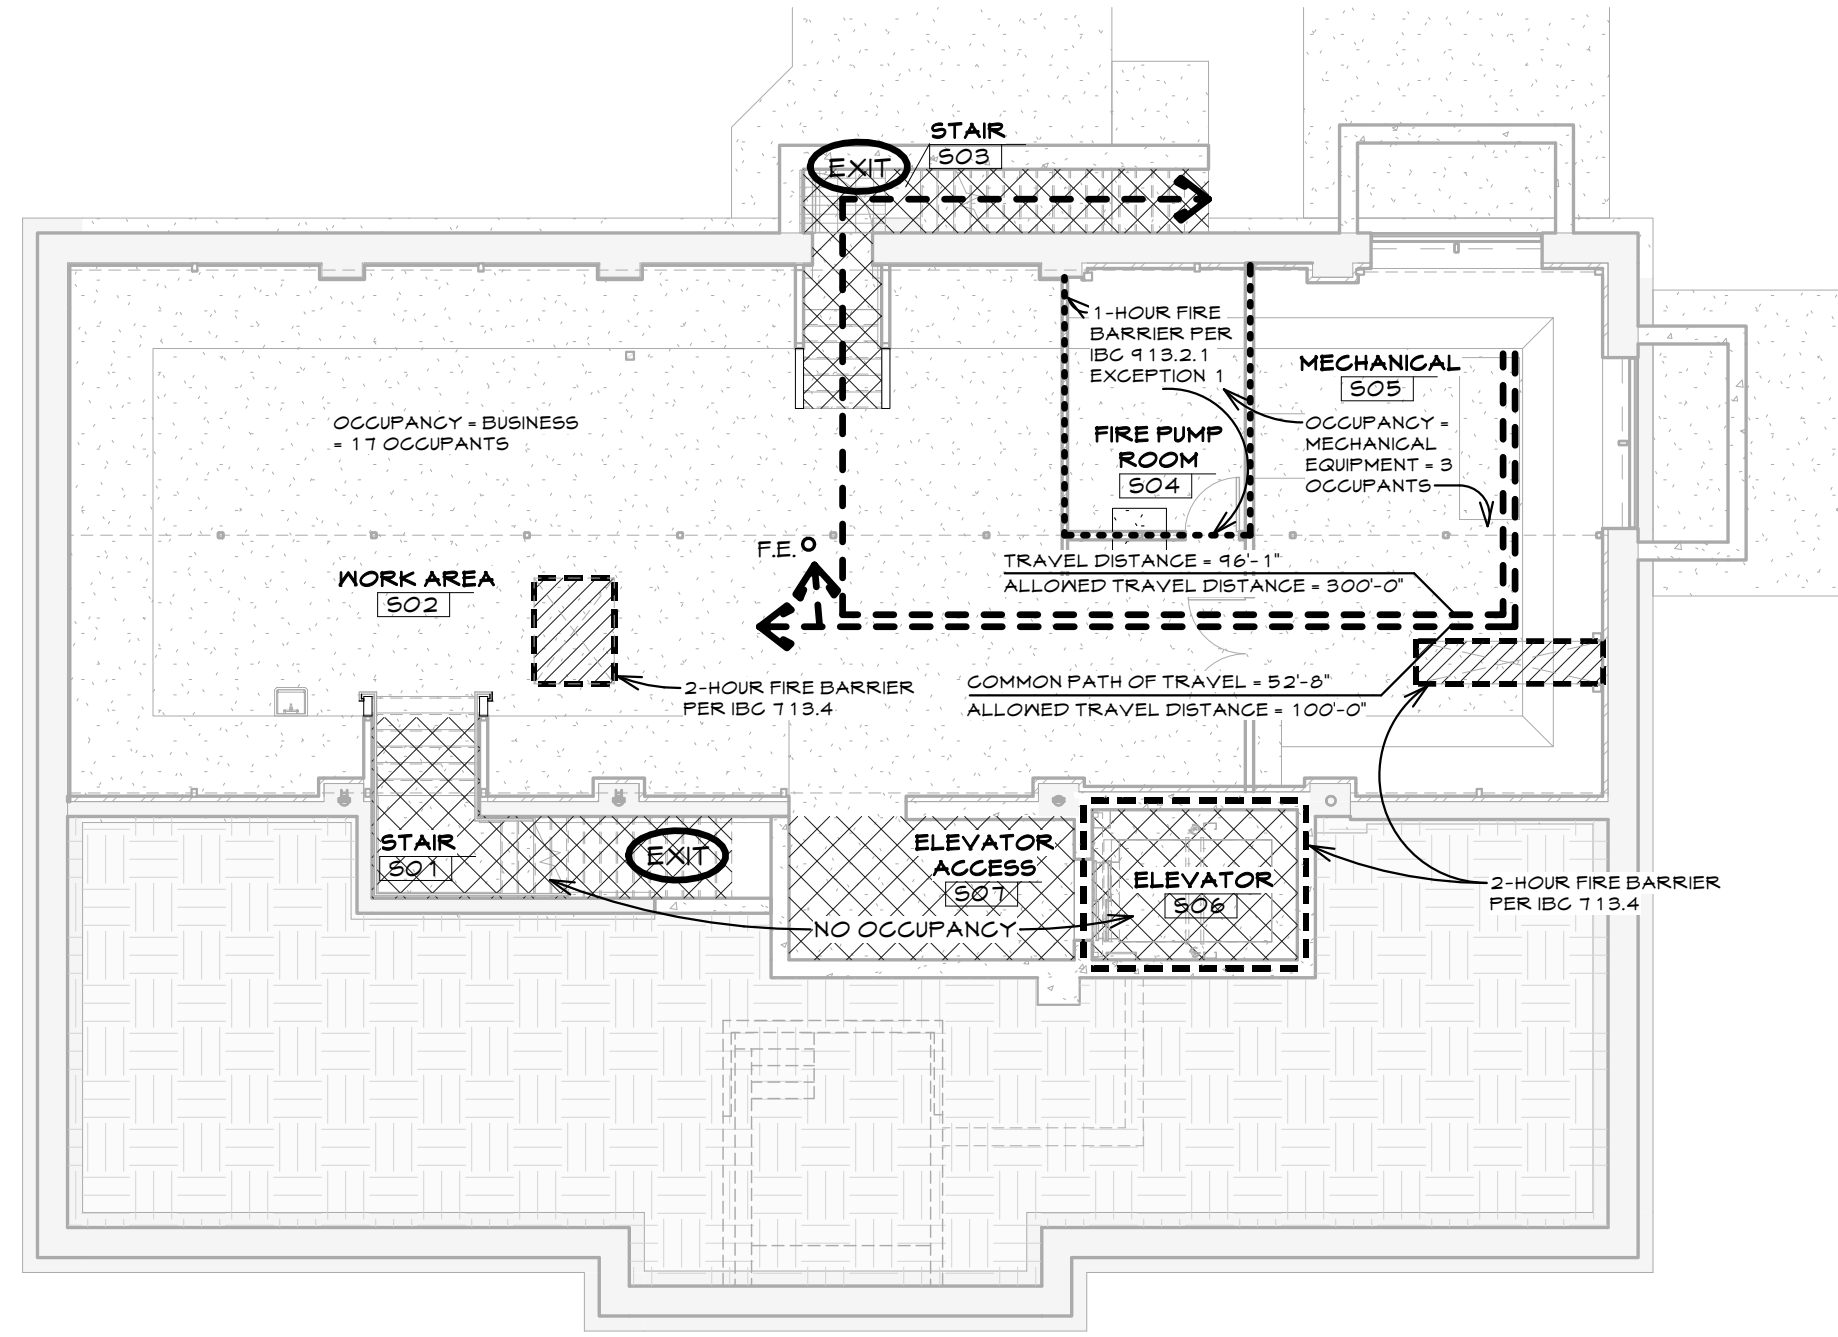 STAIR
S03
EXIT
1-HOUR FIRE
BARRIER PER
IBC 913.2.1
EXCEPTION 1
MECHANICAL
S05
OCCUPANCY =
MECHANICAL
EQUIPMENT = 3
OCCUPANTS
OCCUPANCY = BUSINESS
= 17 OCCUPANTS
FIRE PUMP
ROOM
S04
F.E.
TRAVEL DISTANCE = 96'-1"
ALLOWED TRAVEL DISTANCE = 300'-0"
WORK AREA
S02
2-HOUR FIRE BARRIER
PER IBC 713.4
COMMON PATH OF TRAVEL = 52'-8"
ALLOWED TRAVEL DISTANCE = 100'-0"
STAIR
S01
EXIT
ELEVATOR
ACCESS
S07
ELEVATOR
S06
NO OCCUPANCY
2-HOUR FIRE BARRIER
PER IBC 713.4